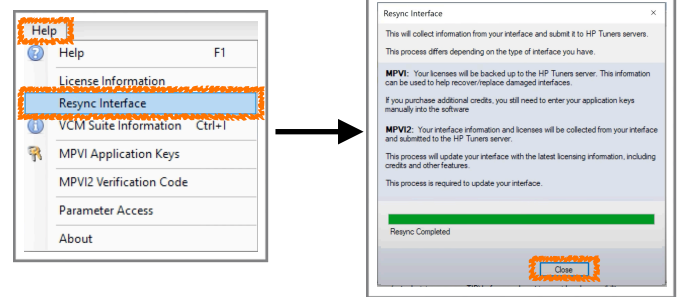 Help
Help F1
License Information
Resync Interface
VCM Suite Information Ctrl+I
MPVI Application Keys
MPVI2 Verification Code
Parameter Access
About
Resync Interface ×
This will collect information from your interface and submit it to HP Tuners servers.
This process differs depending on the type of interface you have.
MPVI: Your licenses will be backed up to the HP Tuners server. This information
can be used to help recover/replace damaged interfaces.
If you purchase additional credits, you still need to enter your application keys
manually into the software
MPVI2: Your interface information and licenses will be collected from your interface
and submitted to the HP Tuners server.
This process will update your interface with the latest licensing information, including
credits and other features.
This process is required to update your interface.
Resync Completed
Close